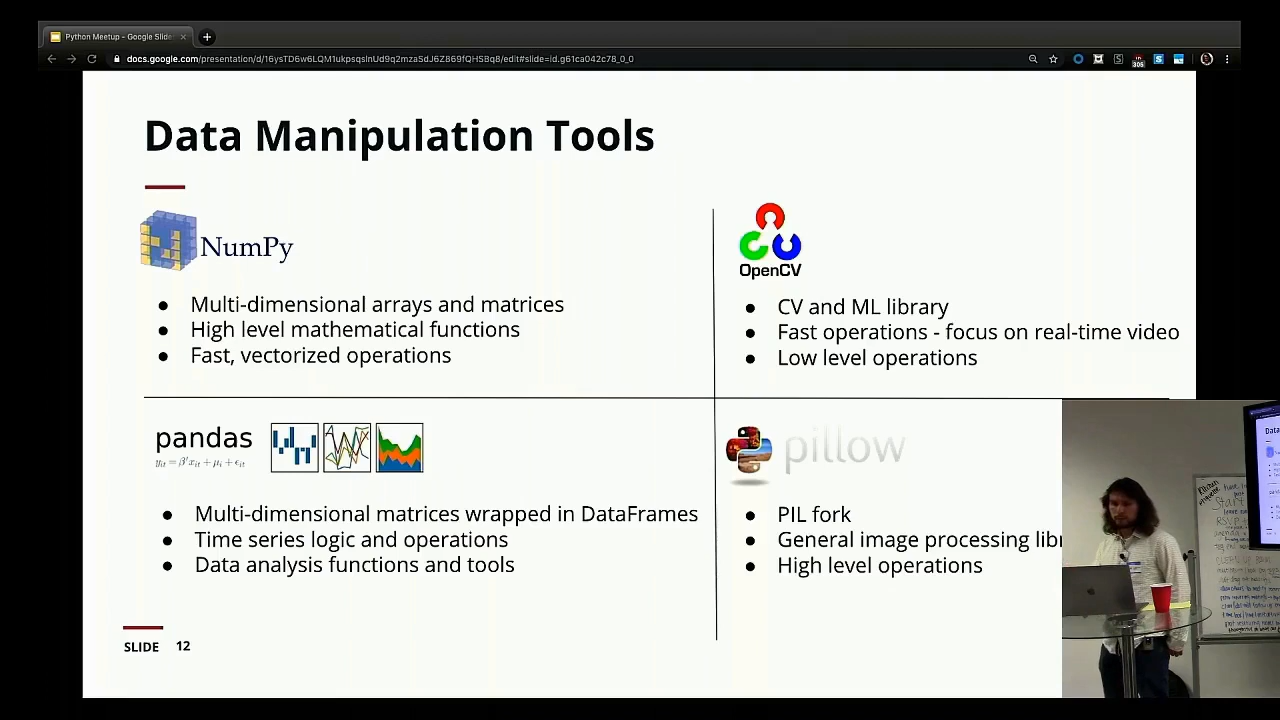 Python Meetup - Google Slide
docs.google.com/presentation/d/16ysTD6w6LQM1ukpsqslnUd9q2mzaSdJ6Z869fQHSBq8/edit#slide=id.g61ca042c78_0_0
Data Manipulation Tools
NumPy
Multi-dimensional arrays and matrices
High level mathematical functions
Fast, vectorized operations
OpenCV
CV and ML library
Fast operations - focus on real-time video
Low level operations
pandas
Multi-dimensional matrices wrapped in DataFrames
Time series logic and operations
Data analysis functions and tools
pillow
PIL fork
General image processing
High level operations
SLIDE 12